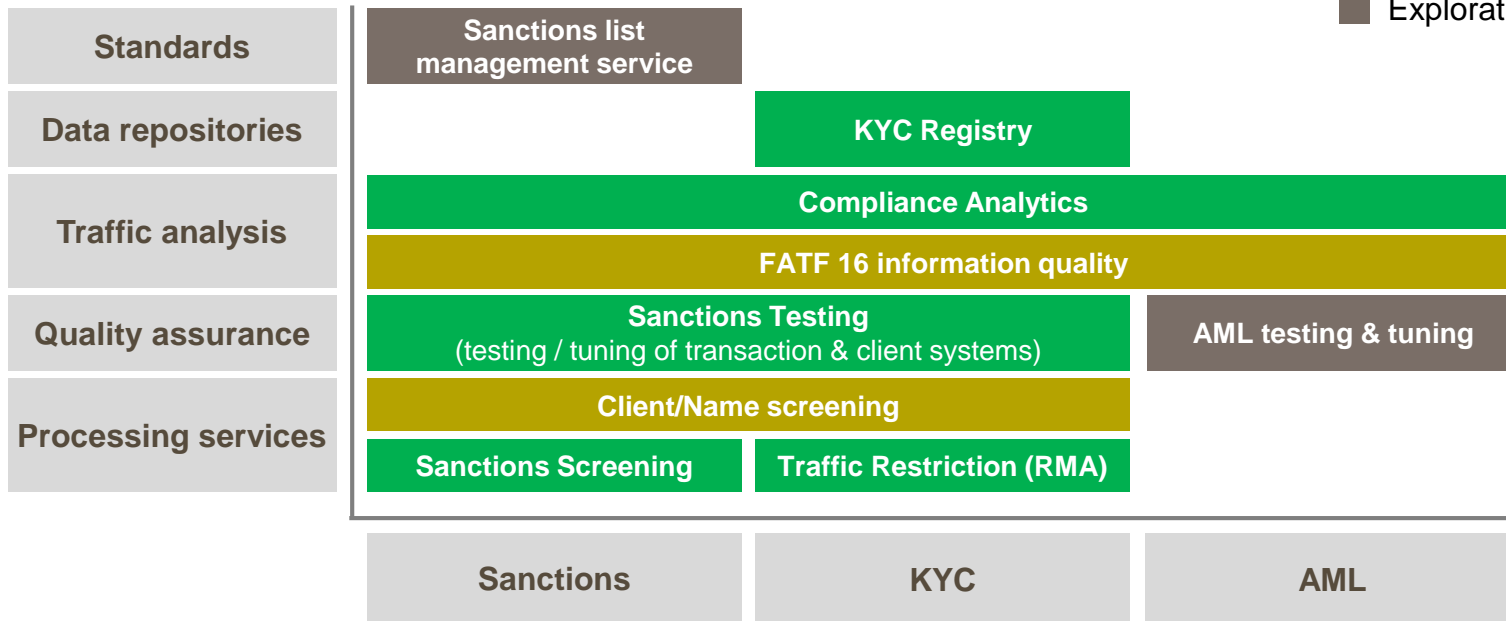 Explorat
Standards
Sanctions list
management service
Data repositories
KYC Registry
Traffic analysis
Compliance Analytics
FATF 16 information quality
Quality assurance
Sanctions Testing
(testing / tuning of transaction & client systems)
AML testing & tuning
Processing services
Client/Name screening
Sanctions Screening
Traffic Restriction (RMA)
Sanctions
KYC
AML